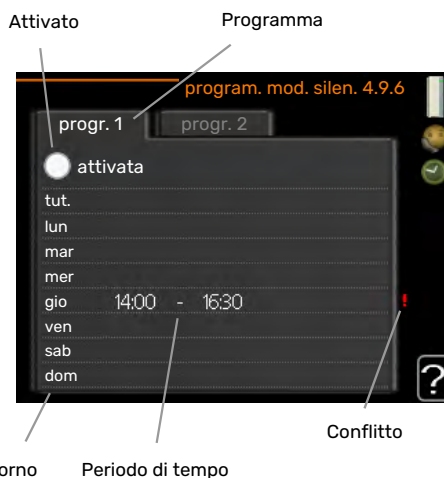 Attivato
Programma
program. mod. silen. 4.9.6
progr. 1
progr. 2
attivata
tut.
lun
mar
mer
gio 14:00 - 16:30 !
ven
sab
dom
?
Conflitto
orno Periodo di tempo